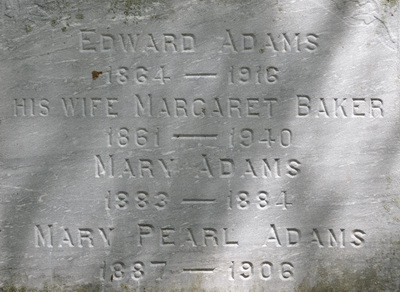 Edward Adams
1864 — 1916
his wife Margaret Baker
1861 — 1940
Mary Adams
1883 — 1884
Mary Pearl Adams
1887 — 1906